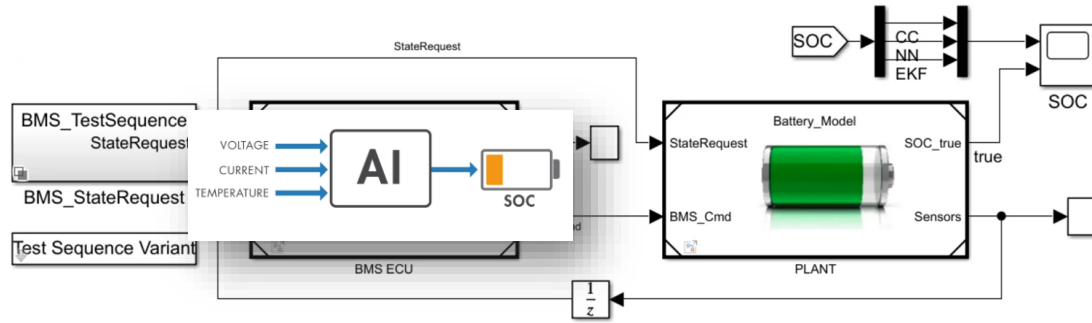 StateRequest
SOC
CC
NN
EKF
SOC
BMS_TestSequence
StateRequest
BMS_StateRequest
Test Sequence Variant
VOLTAGE
CURRENT
TEMPERATURE
AI
SOC
BMS ECU
Battery_Model
StateRequest
SOC_true
true
BMS_Cmd
Sensors
PLANT
1
z